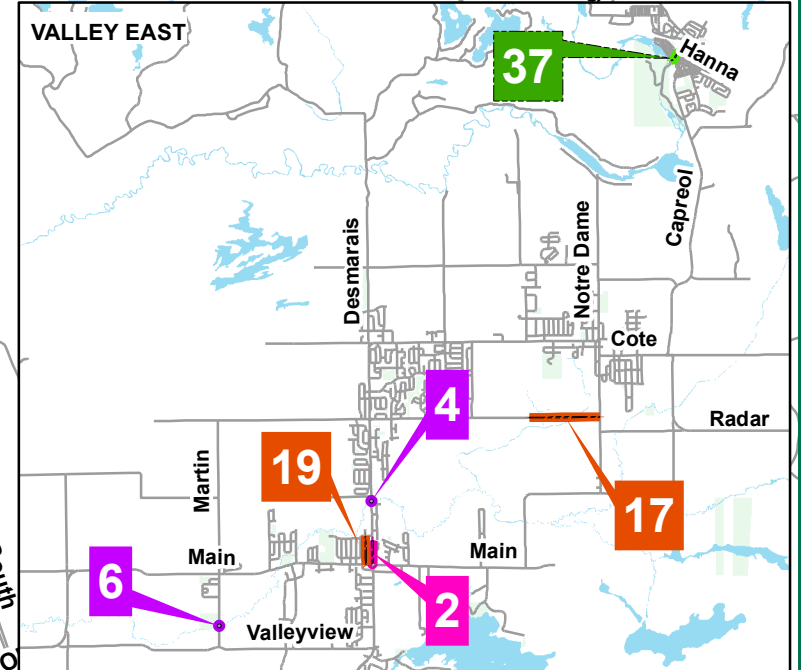 VALLEY EAST
37
Hanna
Capreol
Notre Dame
Desmarais
Cote
4
Radar
19
Martin
17
Main
Main
6
2
Valleyview